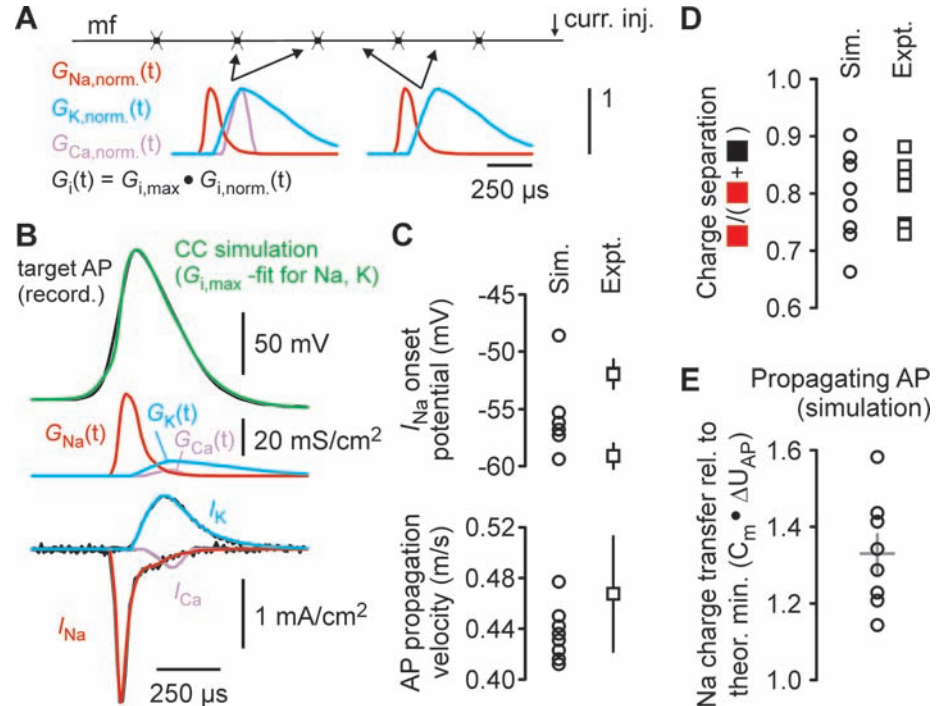 A
mf
curr. inj.
G_Na,norm.(t)
G_K,norm.(t)
G_Ca,norm.(t)
G_i(t) = G_i,max • G_i,norm.(t)
1
250 µs
B
target AP
(record.)
CC simulation
(G_i,max -fit for Na, K)
50 mV
G_Na(t)
G_K(t)
G_Ca(t)
20 mS/cm²
I_K
I_Ca
I_Na
1 mA/cm²
250 µs
C
Sim.
Expt.
I_Na onset
potential (mV)
-45
-50
-55
-60
AP propagation
velocity (m/s)
0.52
0.48
0.44
0.40
D
Sim.
Expt.
Charge separation
/( + )
1.0
0.9
0.8
0.7
0.6
E
Propagating AP
(simulation)
Na charge transfer rel. to
theor. min. (C_m • ΔU_AP)
1.6
1.4
1.2
1.0